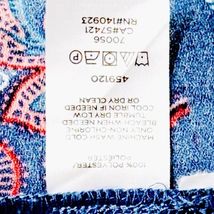 100% POLYESTER
POLYESTER
MACHINE WASH COLD
ONLY NON-CHLORINE
BLEACH WHEN NEEDED
TUMBLE DRY LOW
COOL IRON IF NEEDED
OR DRY CLEAN
459120
P
70056
CA#57421
RN#140923